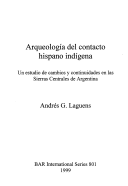 Arqueología del contacto
hispano indígena
Un estudio de cambios y continuidades en las
Sierras Centrales de Argentina
Andrés G. Laguens
BAR International Series 801
1999